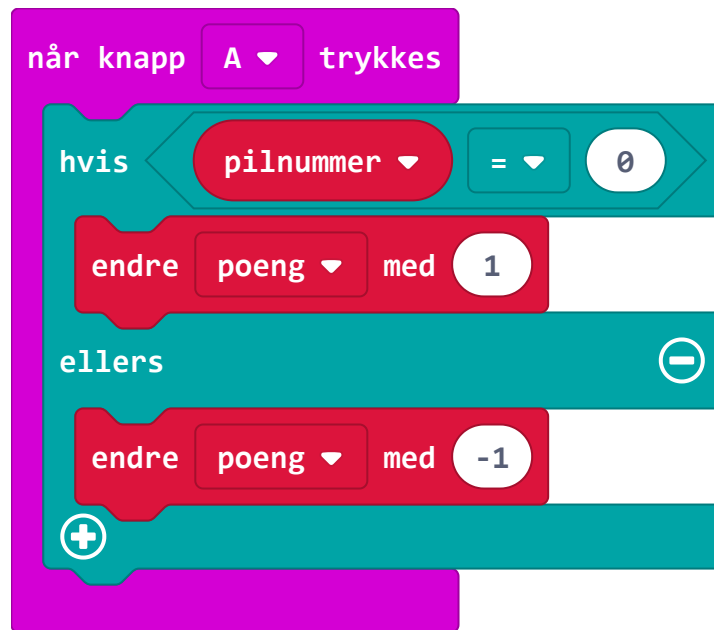 når knapp A trykkes
hvis pilnummer = 0
endre poeng med 1
ellers
endre poeng med -1